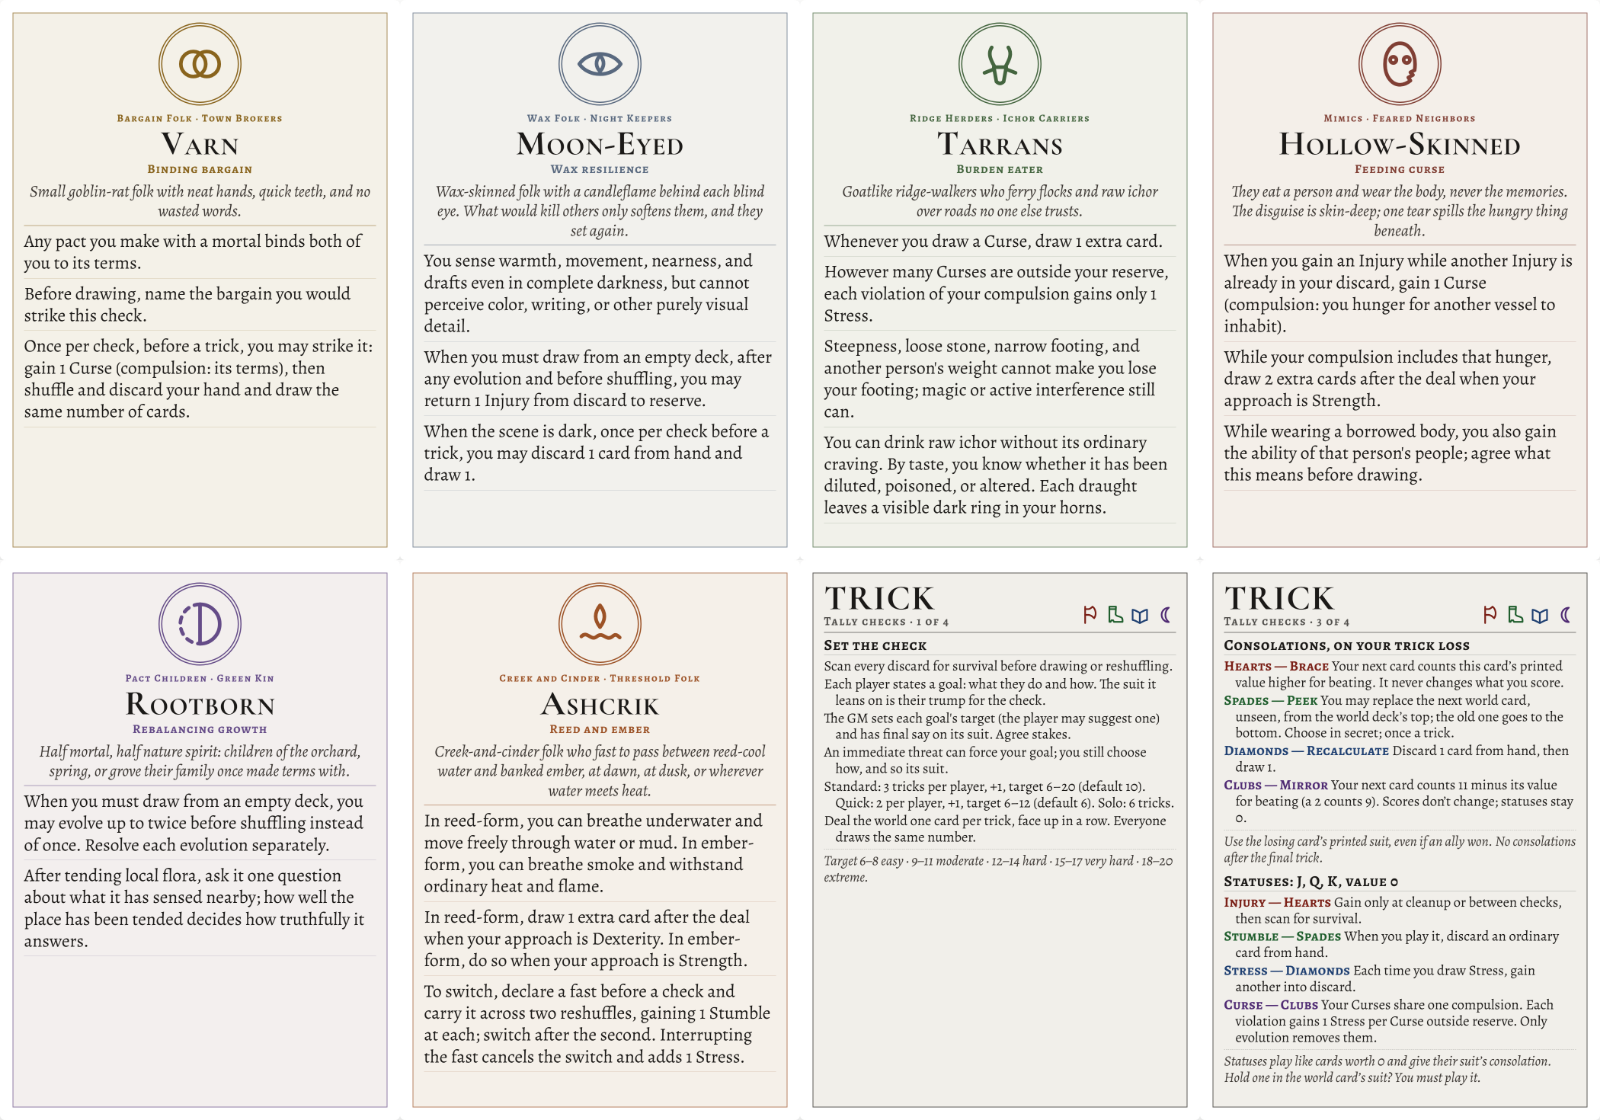 Bargain Folk · Town Brokers
Varn
Binding bargain
Small goblin-rat folk with neat hands, quick teeth, and no
wasted words.
Any pact you make with a mortal binds both of
you to its terms.
Before drawing, name the bargain you would
strike this check.
Once per check, before a trick, you may strike it:
gain 1 Curse (compulsion: its terms), then
shuffle and discard your hand and draw the
same number of cards.
Wax Folk · Night Keepers
Moon-Eyed
Wax resilience
Wax-skinned folk with a candleflame behind each blind
eye. What would kill others only softens them, and they
set again.
You sense warmth, movement, nearness, and
drafts even in complete darkness, but cannot
perceive color, writing, or other purely visual
detail.
When you must draw from an empty deck, after
any evolution and before shuffling, you may
return 1 Injury from discard to reserve.
When the scene is dark, once per check before a
trick, you may discard 1 card from hand and
draw 1.
Ridge Herders · Ichor Carriers
Tarrans
Burden eater
Goatlike ridge-walkers who ferry flocks and raw ichor
over roads no one else trusts.
Whenever you draw a Curse, draw 1 extra card.
However many Curses are outside your reserve,
each violation of your compulsion gains only 1
Stress.
Steepness, loose stone, narrow footing, and
another person's weight cannot make you lose
your footing; magic or active interference still
can.
You can drink raw ichor without its ordinary
craving. By taste, you know whether it has been
diluted, poisoned, or altered. Each draught
leaves a visible dark ring in your horns.
Mimics · Feared Neighbors
Hollow-Skinned
Feeding curse
They eat a person and wear the body, never the memories.
The disguise is skin-deep; one tear spills the hungry thing
beneath.
When you gain an Injury while another Injury is
already in your discard, gain 1 Curse
(compulsion: you hunger for another vessel to
inhabit).
While your compulsion includes that hunger,
draw 2 extra cards after the deal when your
approach is Strength.
While wearing a borrowed body, you also gain
the ability of that person's people; agree what
this means before drawing.
Pact Children · Green Kin
Rootborn
Rebalancing growth
Half mortal, half nature spirit: children of the orchard,
spring, or grove their family once made terms with.
When you must draw from an empty deck, you
may evolve up to twice before shuffling instead
of once. Resolve each evolution separately.
After tending local flora, ask it one question
about what it has sensed nearby; how well the
place has been tended decides how truthfully it
answers.
Creek and Cinder · Threshold Folk
Ashcrik
Reed and ember
Creek-and-cinder folk who fast to pass between reed-cool
water and banked ember, at dawn, at dusk, or wherever
water meets heat.
In reed-form, you can breathe underwater and
move freely through water or mud. In ember-
form, you can breathe smoke and withstand
ordinary heat and flame.
In reed-form, draw 1 extra card after the deal
when your approach is Dexterity. In ember-
form, do so when your approach is Strength.
To switch, declare a fast before a check and
carry it across two reshuffles, gaining 1 Stumble
at each; switch after the second. Interrupting
the fast cancels the switch and adds 1 Stress.
TRICK
Tally checks · 1 of 4
Set the check
Scan every discard for survival before drawing or reshuffling.
Each player states a goal: what they do and how. The suit it
leans on is their trump for the check.
The GM sets each goal's target (the player may suggest one)
and has final say on its suit. Agree stakes.
An immediate threat can force your goal; you still choose
how, and so its suit.
Standard: 3 tricks per player, +1, target 6–20 (default 10).
Quick: 2 per player, +1, target 6–12 (default 6). Solo: 6 tricks.
Deal the world one card per trick, face up in a row. Everyone
draws the same number.
Target 6–8 easy · 9–11 moderate · 12–14 hard · 15–17 very hard · 18–20
extreme.
TRICK
Tally checks · 3 of 4
Consolations, on your trick loss
Hearts — Brace Your next card counts this card's printed
value higher for beating. It never changes what you score.
Spades — Peek You may replace the next world card,
unseen, from the world deck's top; the old one goes to the
bottom. Choose in secret; once a trick.
Diamonds — Recalculate Discard 1 card from hand, then
draw 1.
Clubs — Mirror Your next card counts 11 minus its value
for beating (a 2 counts 9). Scores don't change; statuses stay
0.
Use the losing card's printed suit, even if an ally won. No consolations
after the final trick.
Statuses: J, Q, K, value 0
Injury — Hearts Gain only at cleanup or between checks,
then scan for survival.
Stumble — Spades When you play it, discard an ordinary
card from hand.
Stress — Diamonds Each time you draw Stress, gain
another into discard.
Curse — Clubs Your Curses share one compulsion. Each
violation gains 1 Stress per Curse outside reserve. Only
evolution removes them.
Statuses play like cards worth 0 and give their suit's consolation.
Hold one in the world card's suit? You must play it.